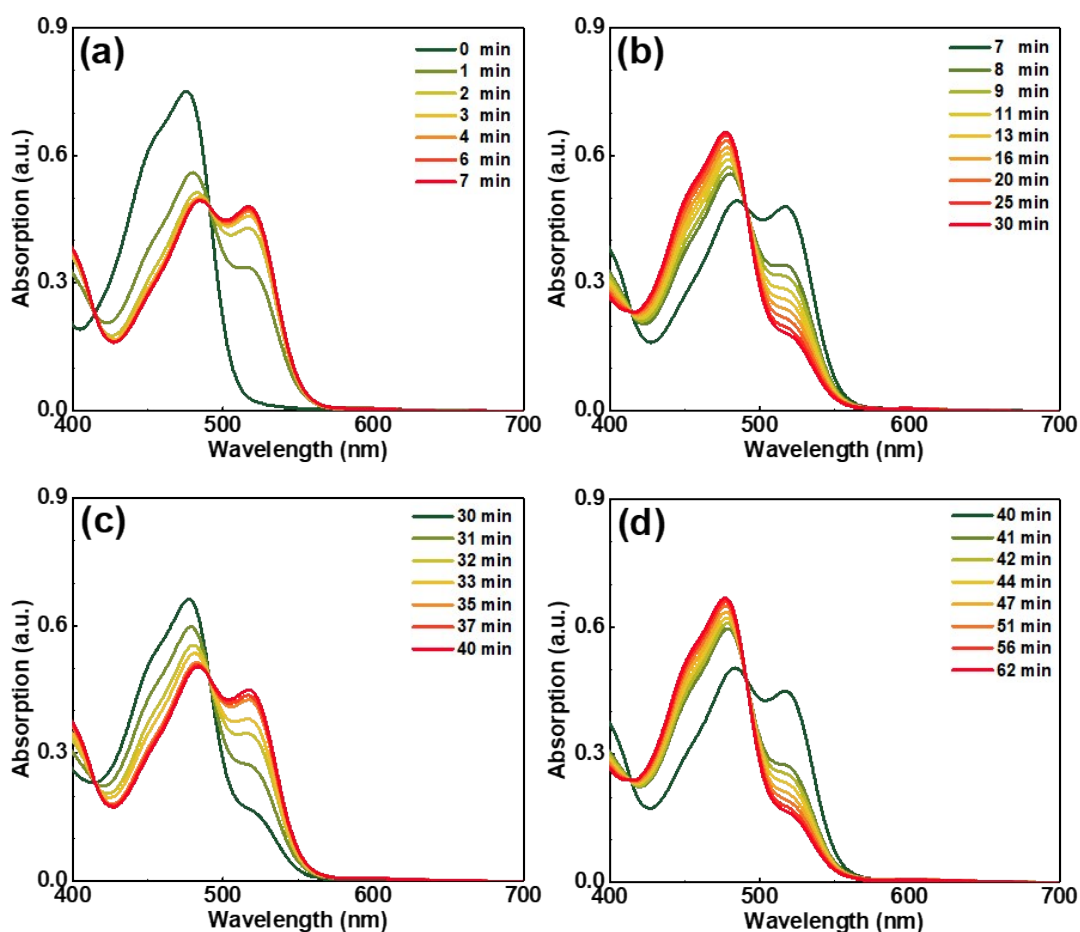 (a)
0.9
0.6
0.3
0.0
Absorption (a.u.)
400
500
600
700
Wavelength (nm)
0 min
1 min
2 min
3 min
4 min
6 min
7 min
(b)
0.9
0.6
0.3
0.0
Absorption (a.u.)
400
500
600
700
Wavelength (nm)
7 min
8 min
9 min
11 min
13 min
16 min
20 min
25 min
30 min
(c)
0.9
0.6
0.3
0.0
Absorption (a.u.)
400
500
600
700
Wavelength (nm)
30 min
31 min
32 min
33 min
35 min
37 min
40 min
(d)
0.9
0.6
0.3
0.0
Absorption (a.u.)
400
500
600
700
Wavelength (nm)
40 min
41 min
42 min
44 min
47 min
51 min
56 min
62 min